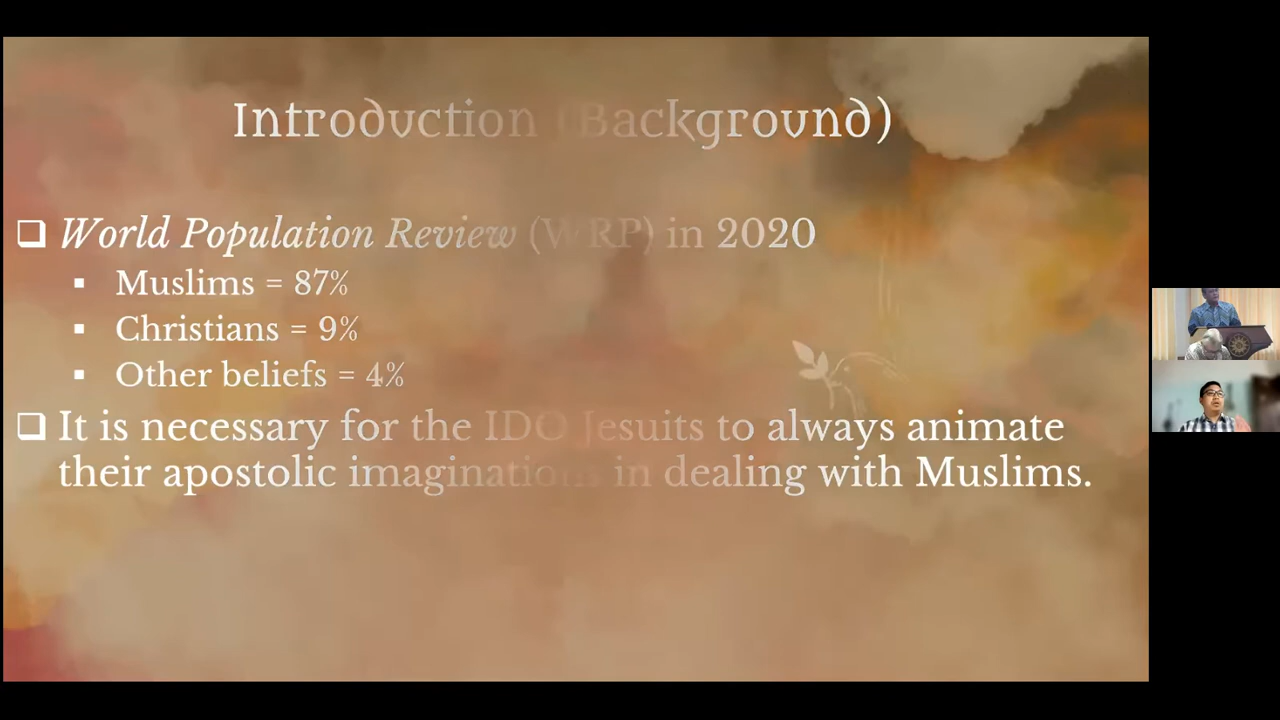 Introduction (Background)
World Population Review (WRP) in 2020
Muslims = 87%
Christians = 9%
Other beliefs = 4%
It is necessary for the IDO Jesuits to always animate
their apostolic imaginations in dealing with Muslims.